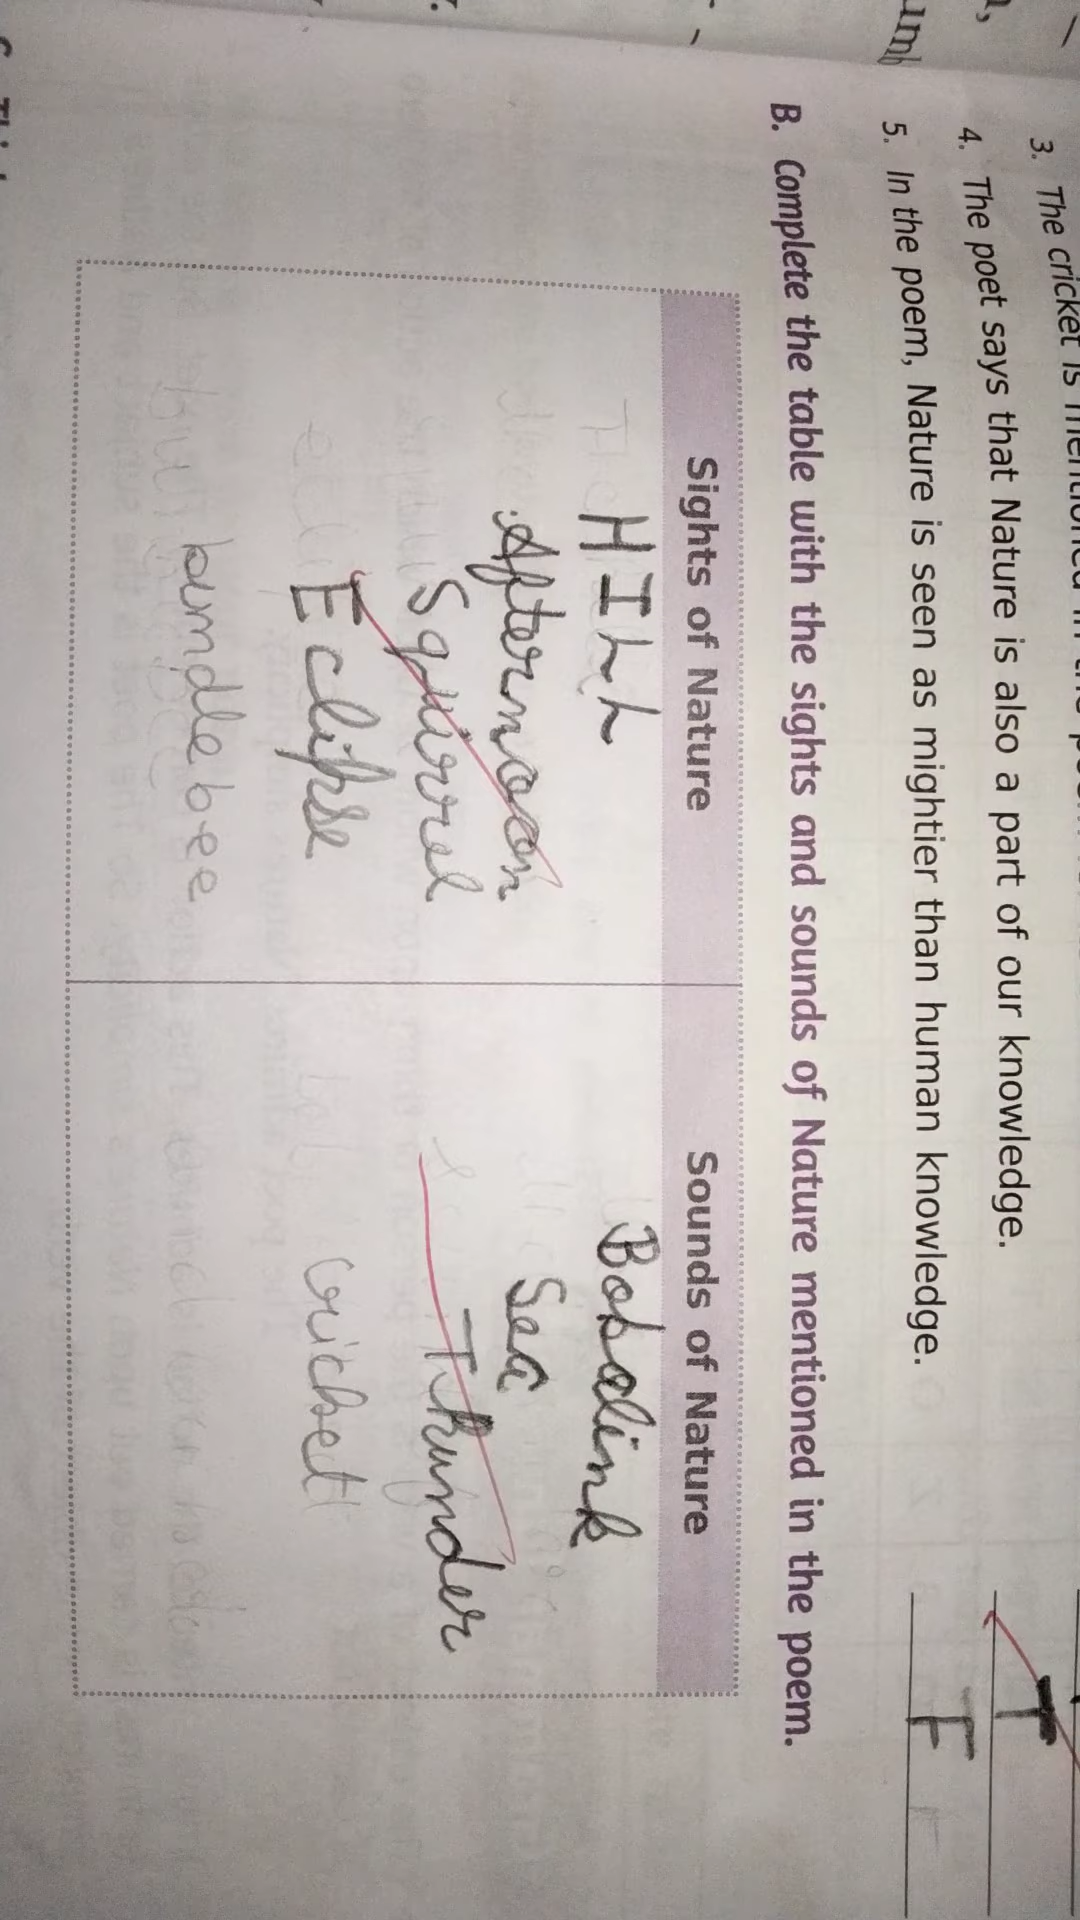 3. The cricket is mentioned in the
4. The poet says that Nature is also a part of our knowledge. T
5. In the poem, Nature is seen as mightier than human knowledge. F
B. Complete the table with the sights and sounds of Nature mentioned in the poem.
Sights of Nature Sounds of Nature
HILL Bobolink
Afternoon Sea
Squirrel Thunder
Eclipse cricket
bumdle bee